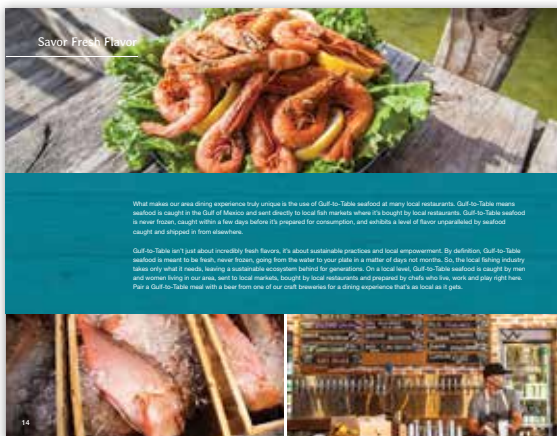 Savor Fresh Flavor
What makes our area dining experience truly unique is the use of Gulf-to-Table seafood at many local restaurants. Gulf-to-Table means
seafood is caught in the Gulf of Mexico and sent directly to local fish markets where it's bought by local restaurants. Gulf-to-Table seafood
is never frozen, caught within a few days before it's prepared for consumption, and exhibits a level of flavor unparalleled by seafood
caught and shipped in from elsewhere.
Gulf-to-Table isn't just about incredibly fresh flavors, it's about sustainable practices and local empowerment. By definition, Gulf-to-Table
seafood is meant to be fresh, never frozen, going from the water to your plate in a matter of days not months. So, the local fishing industry
takes only what it needs, leaving a sustainable ecosystem behind for generations. On a local level, Gulf-to-Table seafood is caught by men
and women living in our area, sent to local markets, bought by local restaurants and prepared by chefs who live, work and play right here.
Pair a Gulf-to-Table meal with a beer from one of our craft breweries for a dining experience that's as local as it gets.
14